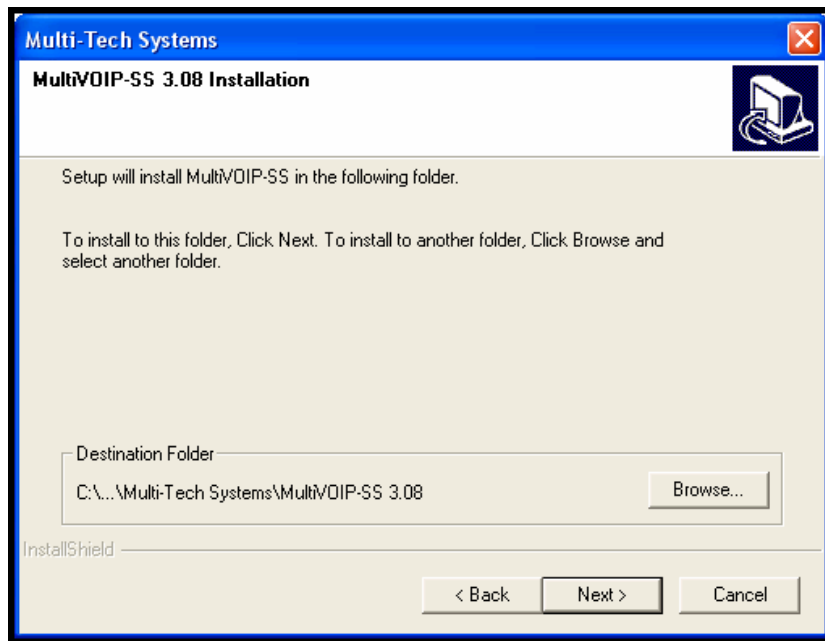 Multi-Tech Systems
MultiVOIP-SS 3.08 Installation
Setup will install MultiVOIP-SS in the following folder.
To install to this folder, Click Next. To install to another folder, Click Browse and
select another folder.
Destination Folder
C:\...\Multi-Tech Systems\MultiVOIP-SS 3.08
Browse...
InstallShield
< Back
Next >
Cancel